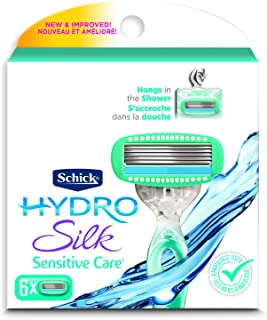 NEW & IMPROVED!
NOUVEAU ET AMÉLIORÉ!
Hangs in
the Shower
S'accroche
dans la douche
Schick
HYDRO
Silk
Sensitive Care®
6X